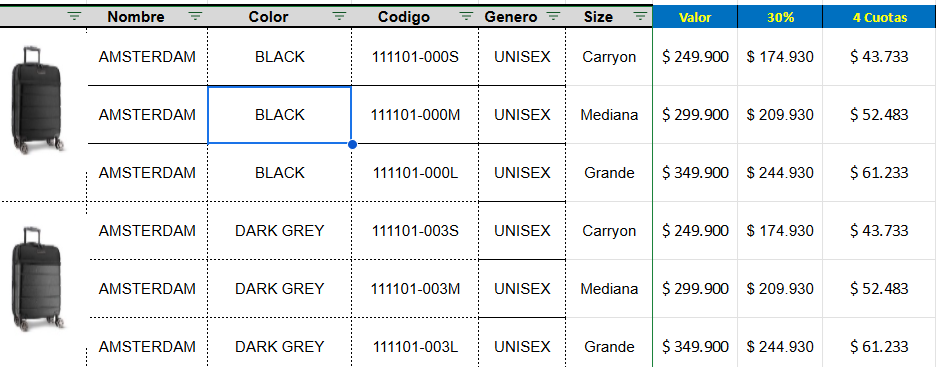 Nombre Color Codigo Genero Size Valor 30% 4 Cuotas
AMSTERDAM BLACK 111101-000S UNISEX Carryon $ 249.900 $ 174.930 $ 43.733
AMSTERDAM BLACK 111101-000M UNISEX Mediana $ 299.900 $ 209.930 $ 52.483
AMSTERDAM BLACK 111101-000L UNISEX Grande $ 349.900 $ 244.930 $ 61.233
AMSTERDAM DARK GREY 111101-003S UNISEX Carryon $ 249.900 $ 174.930 $ 43.733
AMSTERDAM DARK GREY 111101-003M UNISEX Mediana $ 299.900 $ 209.930 $ 52.483
AMSTERDAM DARK GREY 111101-003L UNISEX Grande $ 349.900 $ 244.930 $ 61.233